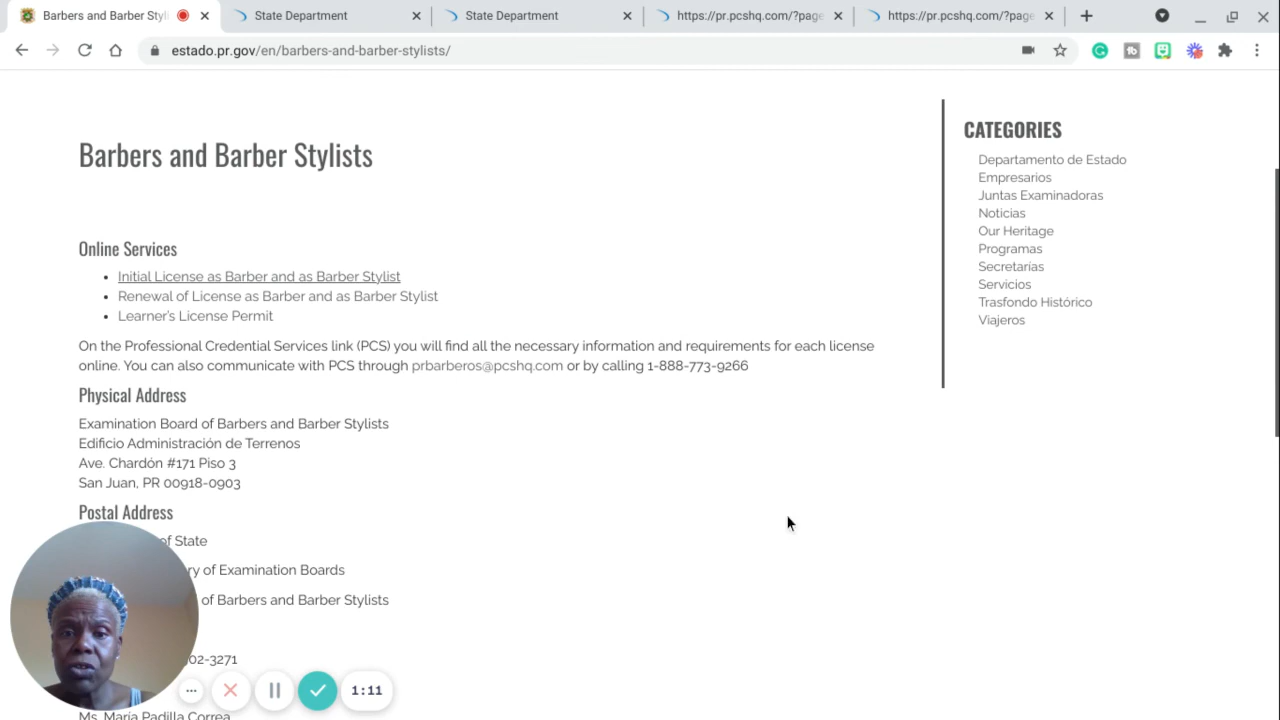 Barbers and Barber Styli
State Department
State Department
https://pr.pcshq.com/?page
https://pr.pcshq.com/?page
estado.pr.gov/en/barbers-and-barber-stylists/
Barbers and Barber Stylists
Online Services
Initial License as Barber and as Barber Stylist
Renewal of License as Barber and as Barber Stylist
Learner's License Permit
On the Professional Credential Services link (PCS) you will find all the necessary information and requirements for each license
online. You can also communicate with PCS through prbarberos@pcshq.com or by calling 1-888-773-9266
Physical Address
Examination Board of Barbers and Barber Stylists
Edificio Administración de Terrenos
Ave. Chardón #171 Piso 3
San Juan, PR 00918-0903
Postal Address
of State
ry of Examination Boards
of Barbers and Barber Stylists
02-3271
Ms. María Padilla Correa
1:11
CATEGORIES
Departamento de Estado
Empresarios
Juntas Examinadoras
Noticias
Our Heritage
Programas
Secretarías
Servicios
Trasfondo Histórico
Viajeros